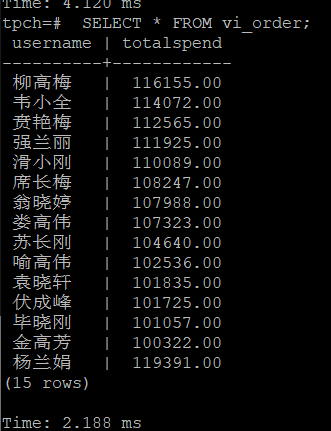 Time: 4.120 ms
tpch=#  SELECT * FROM vi_order;
 username | totalspend
----------+------------
 柳高梅   |  116155.00
 韦小全   |  114072.00
 贲艳梅   |  112565.00
 强兰丽   |  111925.00
 滑小刚   |  110089.00
 席长梅   |  108247.00
 翁晓婷   |  107988.00
 娄高伟   |  107323.00
 苏长刚   |  104640.00
 喻高伟   |  102536.00
 袁晓轩   |  101835.00
 伏成峰   |  101725.00
 毕晓刚   |  101057.00
 金高芳   |  100322.00
 杨兰娟   |  119391.00
(15 rows)

Time: 2.188 ms